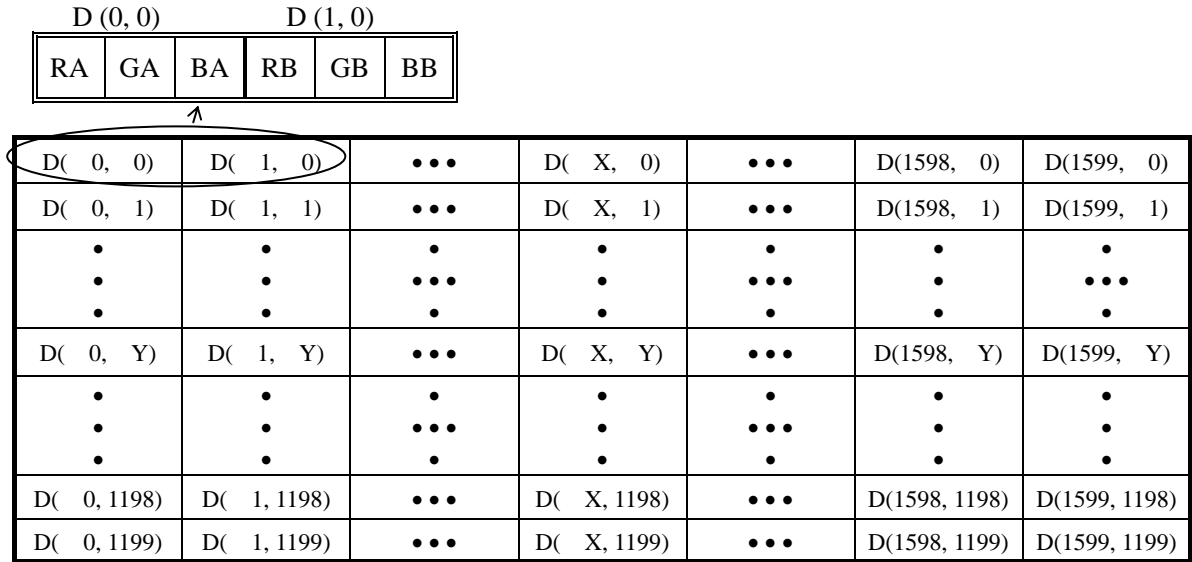 D (0, 0) D (1, 0)
RA GA BA RB GB BB
D( 0, 0) D( 1, 0) ••• D( X, 0) ••• D(1598, 0) D(1599, 0)
D( 0, 1) D( 1, 1) ••• D( X, 1) ••• D(1598, 1) D(1599, 1)
• • • • • • •
• • ••• • ••• • •••
• • • • • • •
D( 0, Y) D( 1, Y) ••• D( X, Y) ••• D(1598, Y) D(1599, Y)
• • • • • • •
• • ••• • ••• • •
• • • • • • •
D( 0, 1198) D( 1, 1198) ••• D( X, 1198) ••• D(1598, 1198) D(1599, 1198)
D( 0, 1199) D( 1, 1199) ••• D( X, 1199) ••• D(1598, 1199) D(1599, 1199)